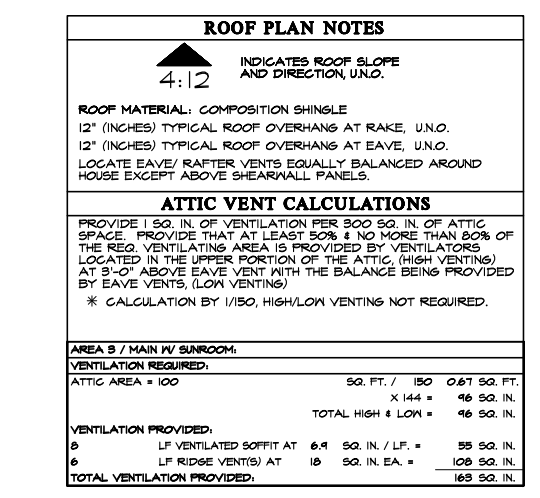 ROOF PLAN NOTES
4:12
INDICATES ROOF SLOPE
AND DIRECTION, U.N.O.
ROOF MATERIAL: COMPOSITION SHINGLE
12" (INCHES) TYPICAL ROOF OVERHANG AT RAKE, U.N.O.
12" (INCHES) TYPICAL ROOF OVERHANG AT EAVE, U.N.O.
LOCATE EAVE/ RAFTER VENTS EQUALLY BALANCED AROUND
HOUSE EXCEPT ABOVE SHEARWALL PANELS.
ATTIC VENT CALCULATIONS
PROVIDE 1 SQ. IN. OF VENTILATION PER 300 SQ. IN. OF ATTIC
SPACE. PROVIDE THAT AT LEAST 50% & NO MORE THAN 80% OF
THE REQ. VENTILATING AREA IS PROVIDED BY VENTILATORS
LOCATED IN THE UPPER PORTION OF THE ATTIC, (HIGH VENTING)
AT 3'-0" ABOVE EAVE VENT WITH THE BALANCE BEING PROVIDED
BY EAVE VENTS, (LOW VENTING)
* CALCULATION BY 1/150, HIGH/LOW VENTING NOT REQUIRED.
AREA 3 / MAIN W/ SUNROOM:
VENTILATION REQUIRED:
ATTIC AREA = 100 SQ. FT. / 150 0.67 SQ. FT.
X 144 = 96 SQ. IN.
TOTAL HIGH & LOW = 96 SQ. IN.
VENTILATION PROVIDED:
8 LF VENTILATED SOFFIT AT 6.9 SQ. IN. / LF. = 55 SQ. IN.
6 LF RIDGE VENT(S) AT 18 SQ. IN. EA. = 108 SQ. IN.
TOTAL VENTILATION PROVIDED: 163 SQ. IN.